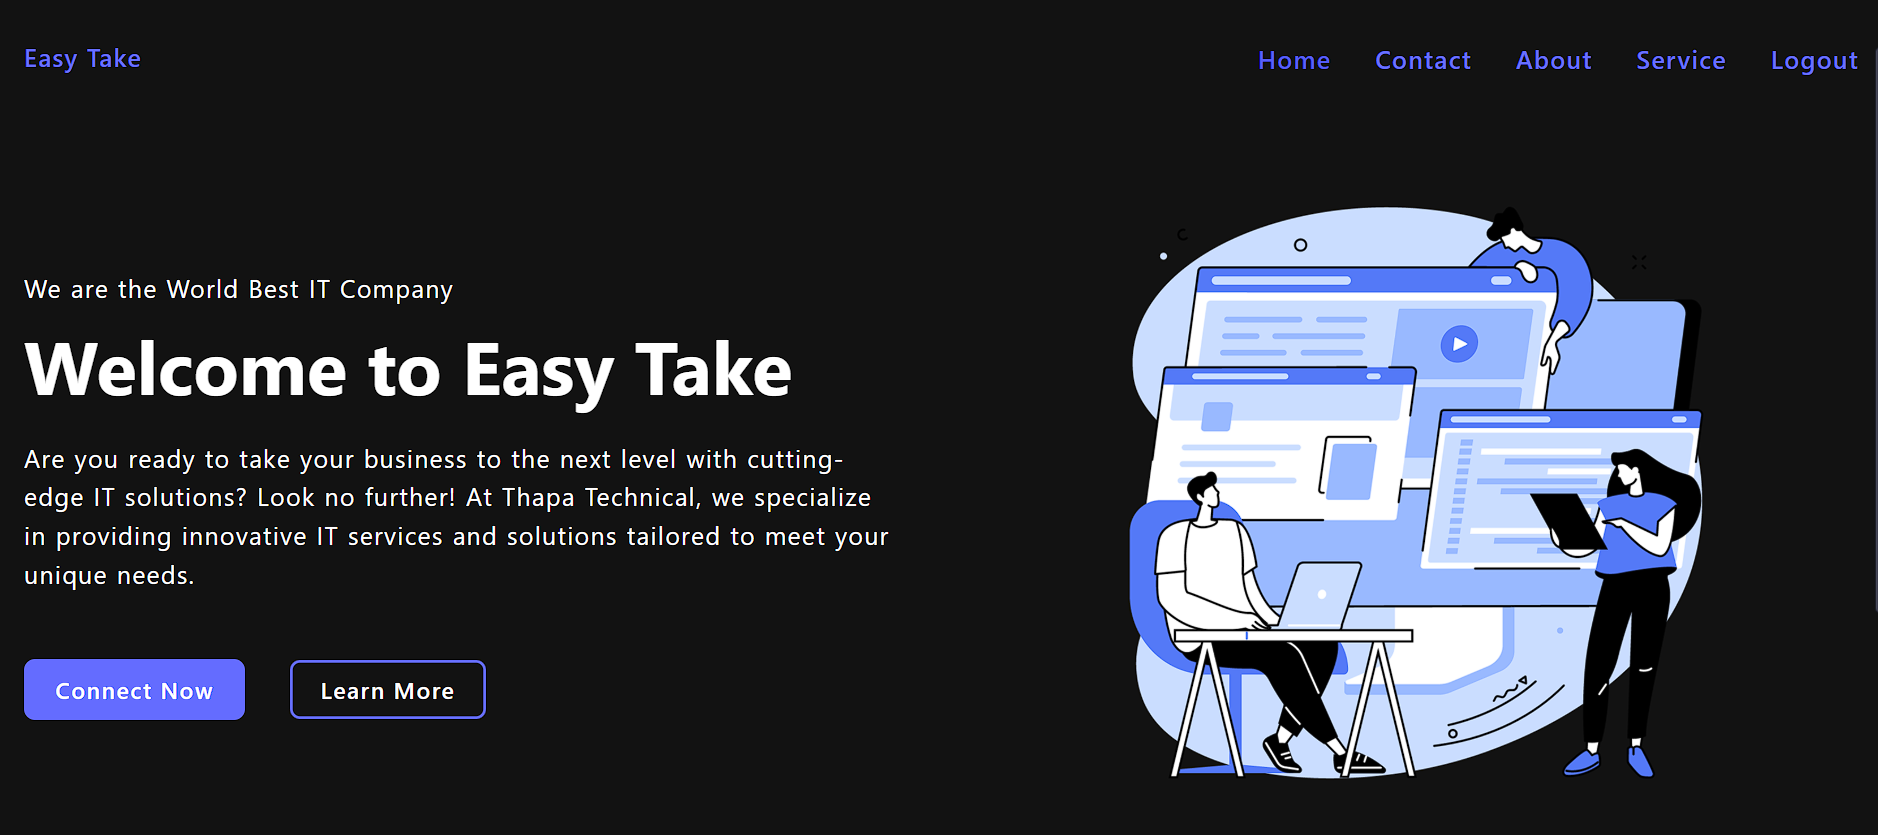 Easy Take
Home Contact About Service Logout
We are the World Best IT Company
Welcome to Easy Take
Are you ready to take your business to the next level with cutting-
edge IT solutions? Look no further! At Thapa Technical, we specialize
in providing innovative IT services and solutions tailored to meet your
unique needs.
Connect Now
Learn More